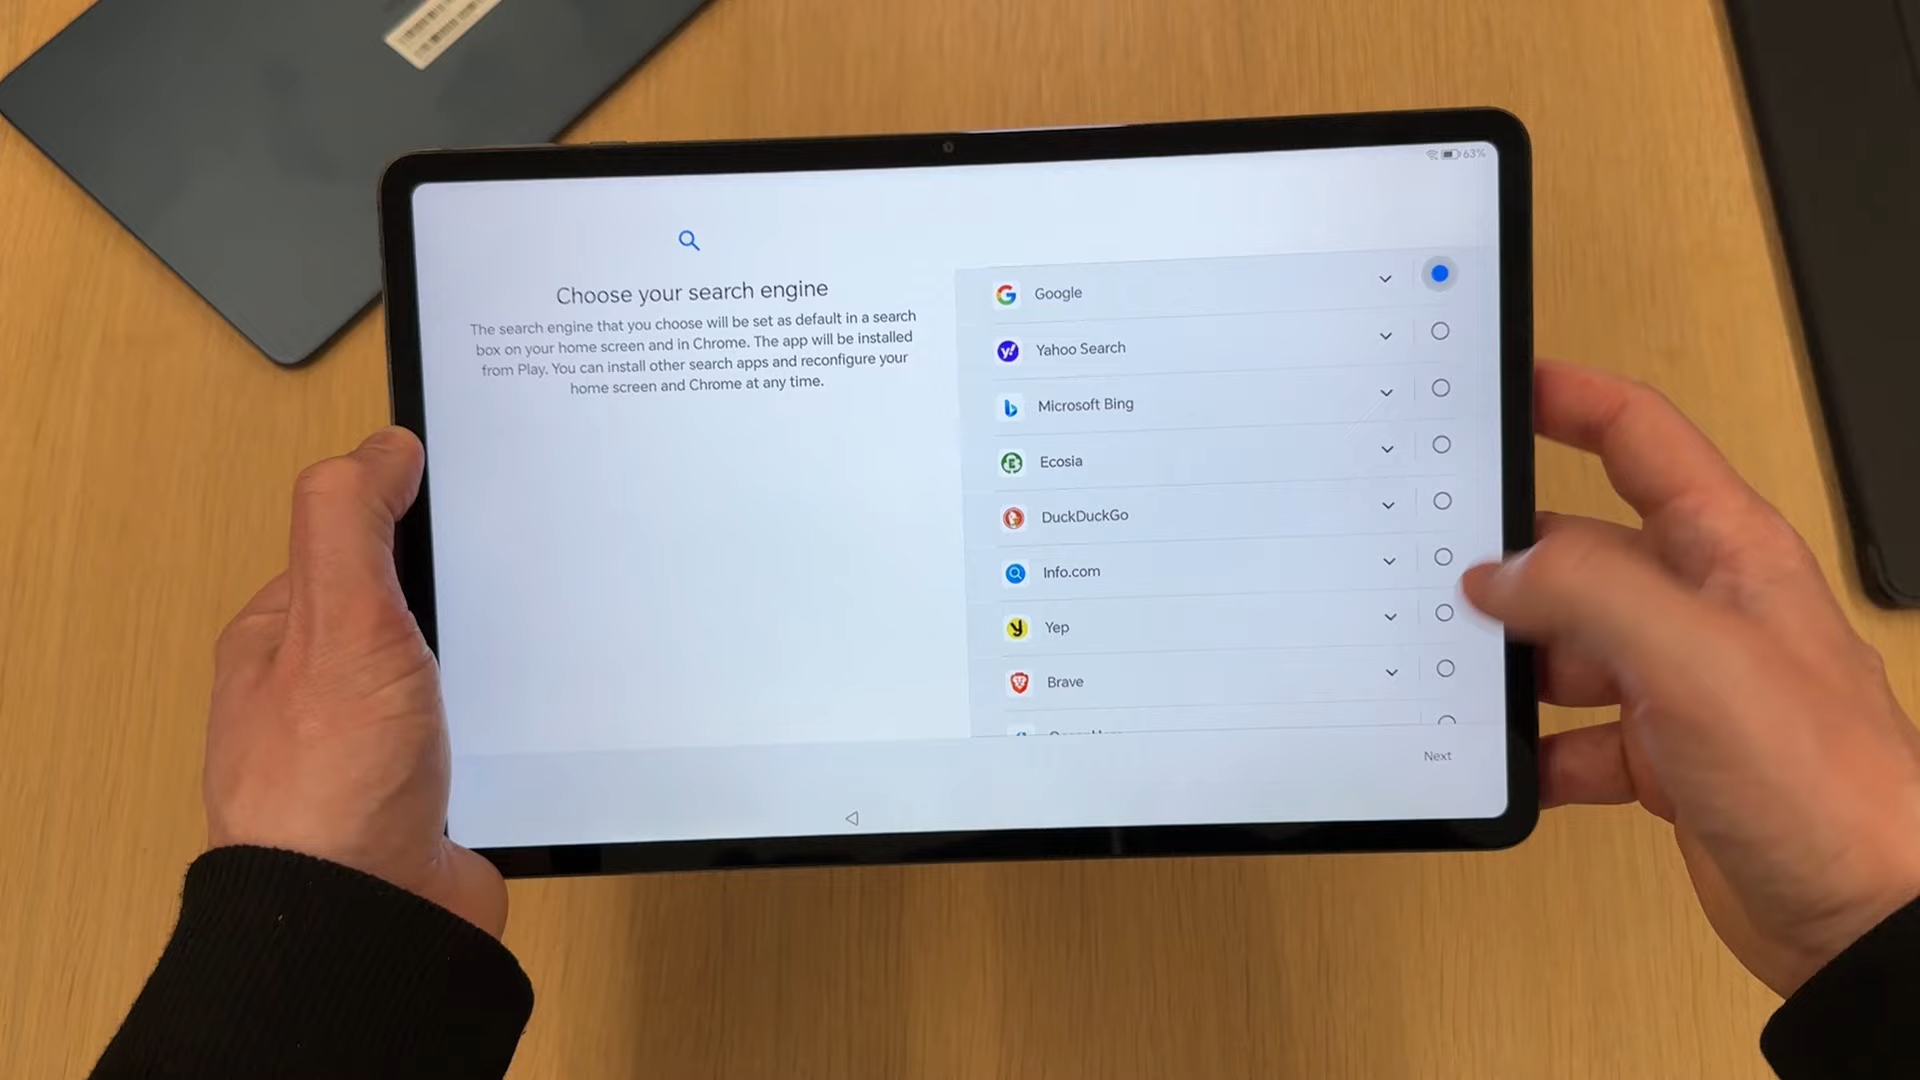 63%
Choose your search engine
The search engine that you choose will be set as default in a search
box on your home screen and in Chrome. The app will be installed
from Play. You can install other search apps and reconfigure your
home screen and Chrome at any time.
Google
Yahoo Search
Microsoft Bing
Ecosia
DuckDuckGo
Info.com
Yep
Brave
Next